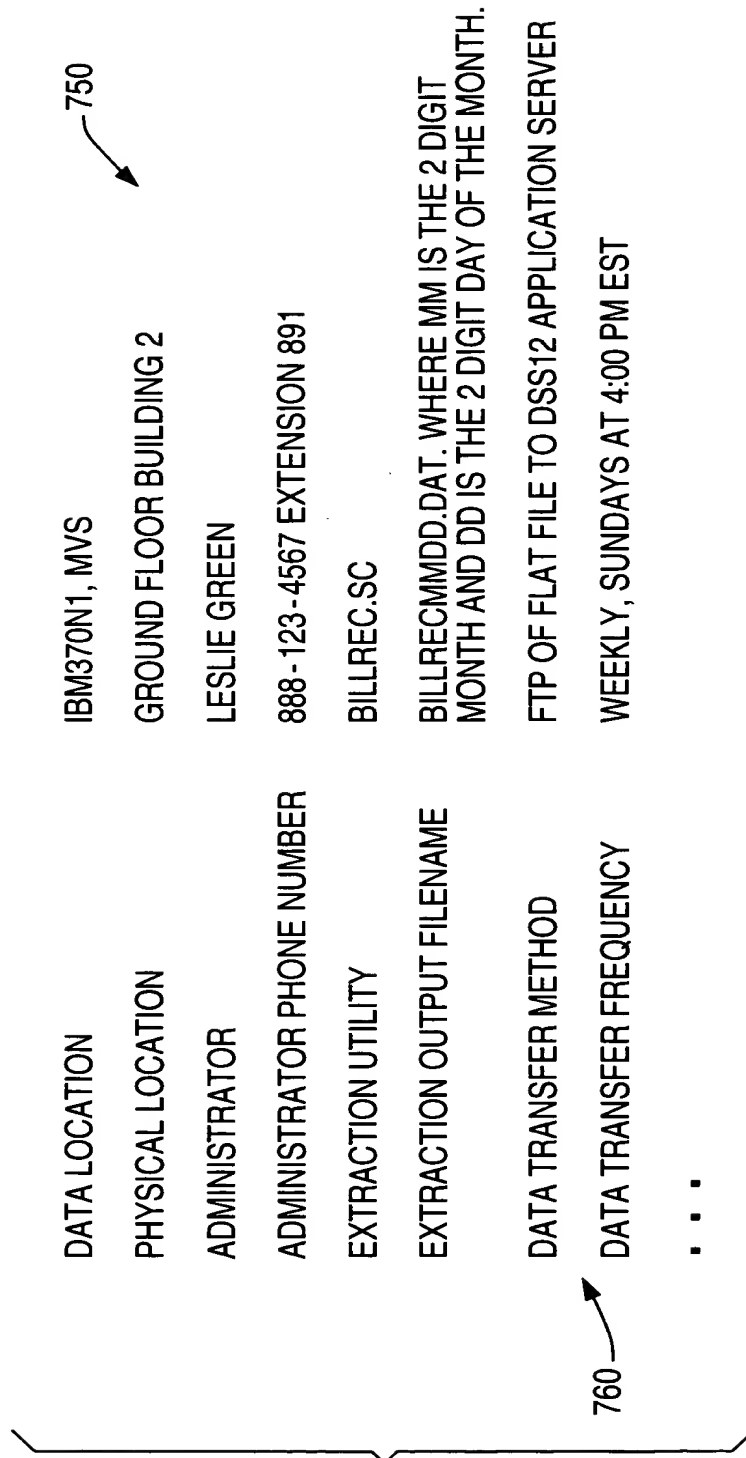 750
DATA LOCATION IBM370N1, MVS
PHYSICAL LOCATION GROUND FLOOR BUILDING 2
ADMINISTRATOR LESLIE GREEN
ADMINISTRATOR PHONE NUMBER 888-123-4567 EXTENSION 891
EXTRACTION UTILITY BILLREC.SC
EXTRACTION OUTPUT FILENAME BILLRECMMDD.DAT. WHERE MM IS THE 2 DIGIT
MONTH AND DD IS THE 2 DIGIT DAY OF THE MONTH.
DATA TRANSFER METHOD FTP OF FLAT FILE TO DSS12 APPLICATION SERVER
760
DATA TRANSFER FREQUENCY WEEKLY, SUNDAYS AT 4:00 PM EST
...